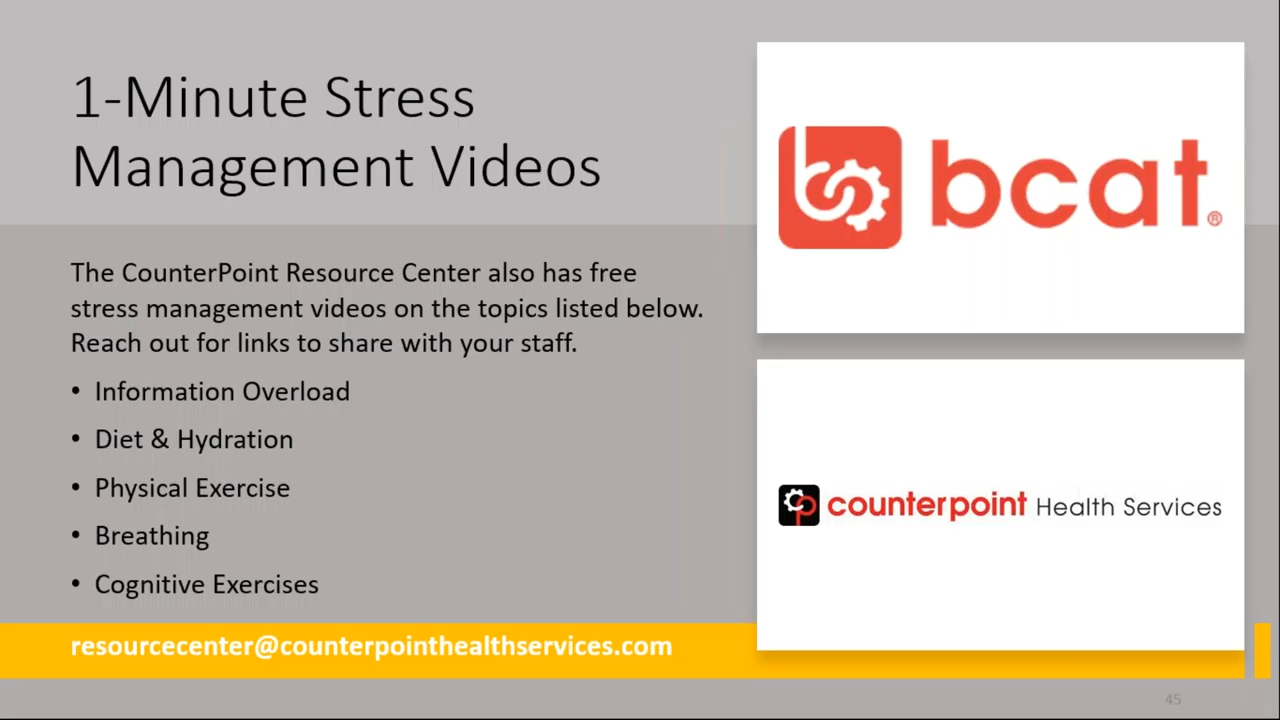 1-Minute Stress
Management Videos
The CounterPoint Resource Center also has free
stress management videos on the topics listed below.
Reach out for links to share with your staff.
• Information Overload
• Diet & Hydration
• Physical Exercise
• Breathing
• Cognitive Exercises
resourcecenter@counterpointhealthservices.com
bcat®
counterpoint Health Services
45